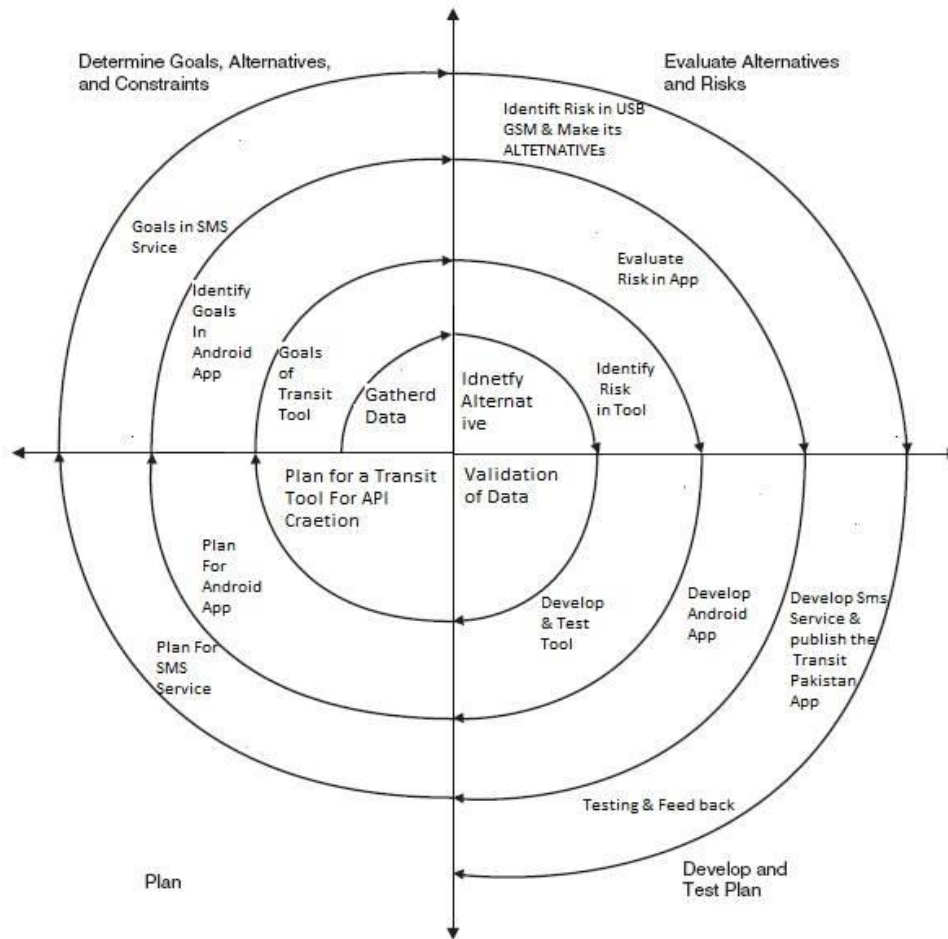 Determine Goals, Alternatives,
and Constraints
Evaluate Alternatives
and Risks
Identift Risk in USB
GSM & Make its
ALTETNATIVEs
Goals in SMS
Srvice
Evaluate
Risk in App
Identify
Goals
In
Android
App
Goals
of
Transit
Tool
Gatherd
Data
Idnetfy
Alternat
ive
Identify
Risk
in Tool
Plan for a Transit
Tool For API
Craetion
Validation
of Data
Plan
For
Android
App
Develop
& Test
Tool
Develop
Android
App
Develop Sms
Service &
publish the
Transit
Pakistan
App
Plan For
SMS
Service
Testing & Feed back
Plan
Develop and
Test Plan